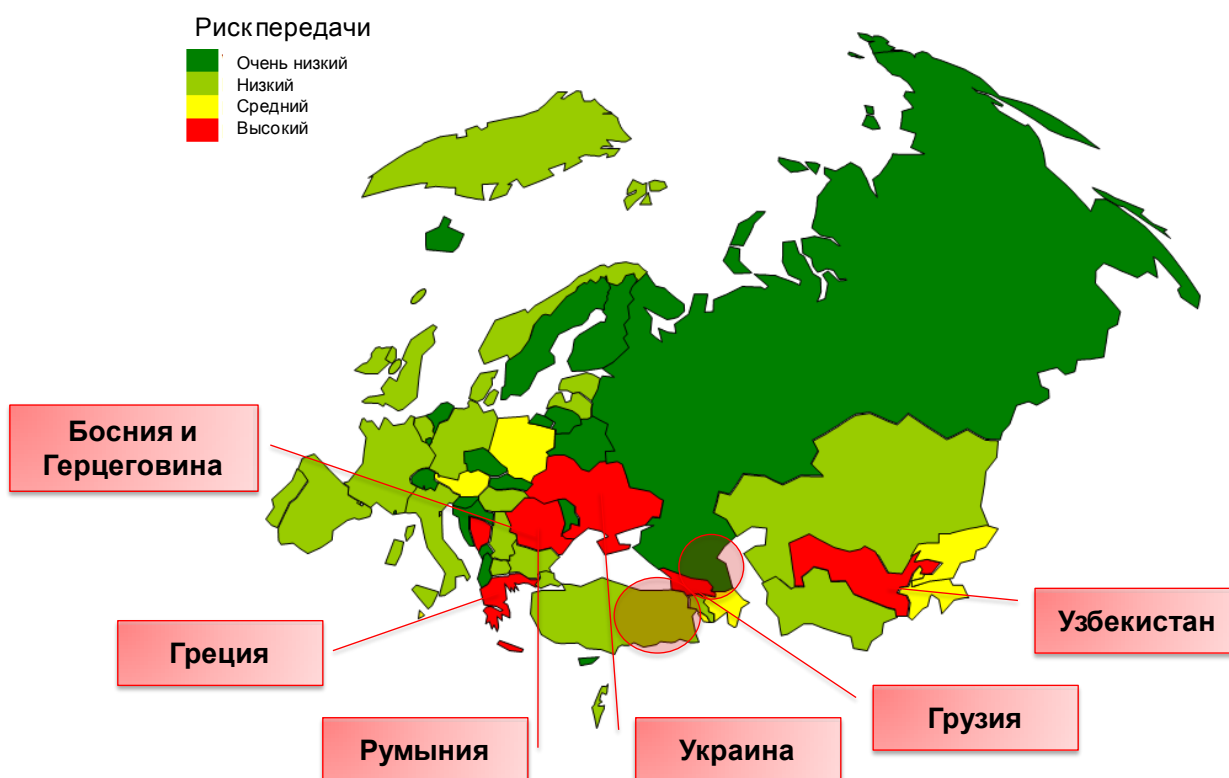 Риск передачи
Очень низкий
Низкий
Средний
Высокий
Босния и
Герцеговина
Греция
Румыния
Украина
Грузия
Узбекистан